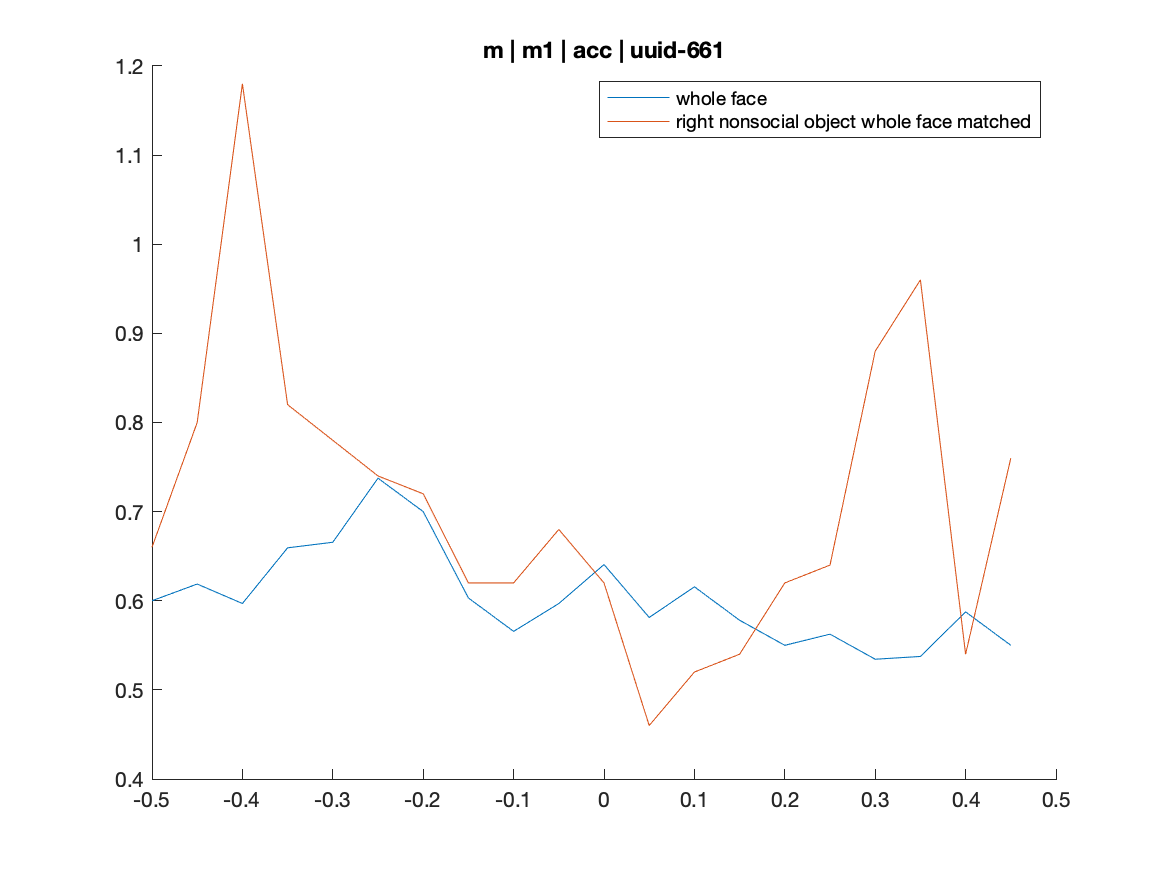 m | m1 | acc | uuid-661
whole face
right nonsocial object whole face matched
1.2
1.1
1
0.9
0.8
0.7
0.6
0.5
0.4
-0.5 -0.4 -0.3 -0.2 -0.1 0 0.1 0.2 0.3 0.4 0.5